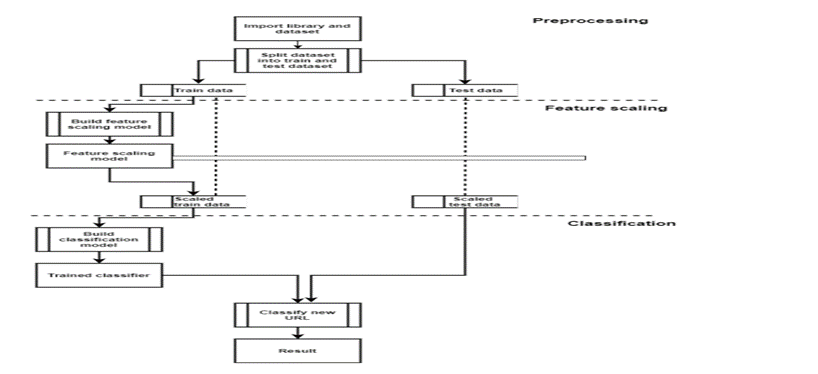 Import library and
dataset
Preprocessing
Split dataset
into train and
test dataset
Train data
Test data
Feature scaling
Build feature
scaling model
Feature scaling
model
Scaled
train data
Scaled
test data
Classification
Build
classification
model
Trained classifier
Classify new
URL
Result